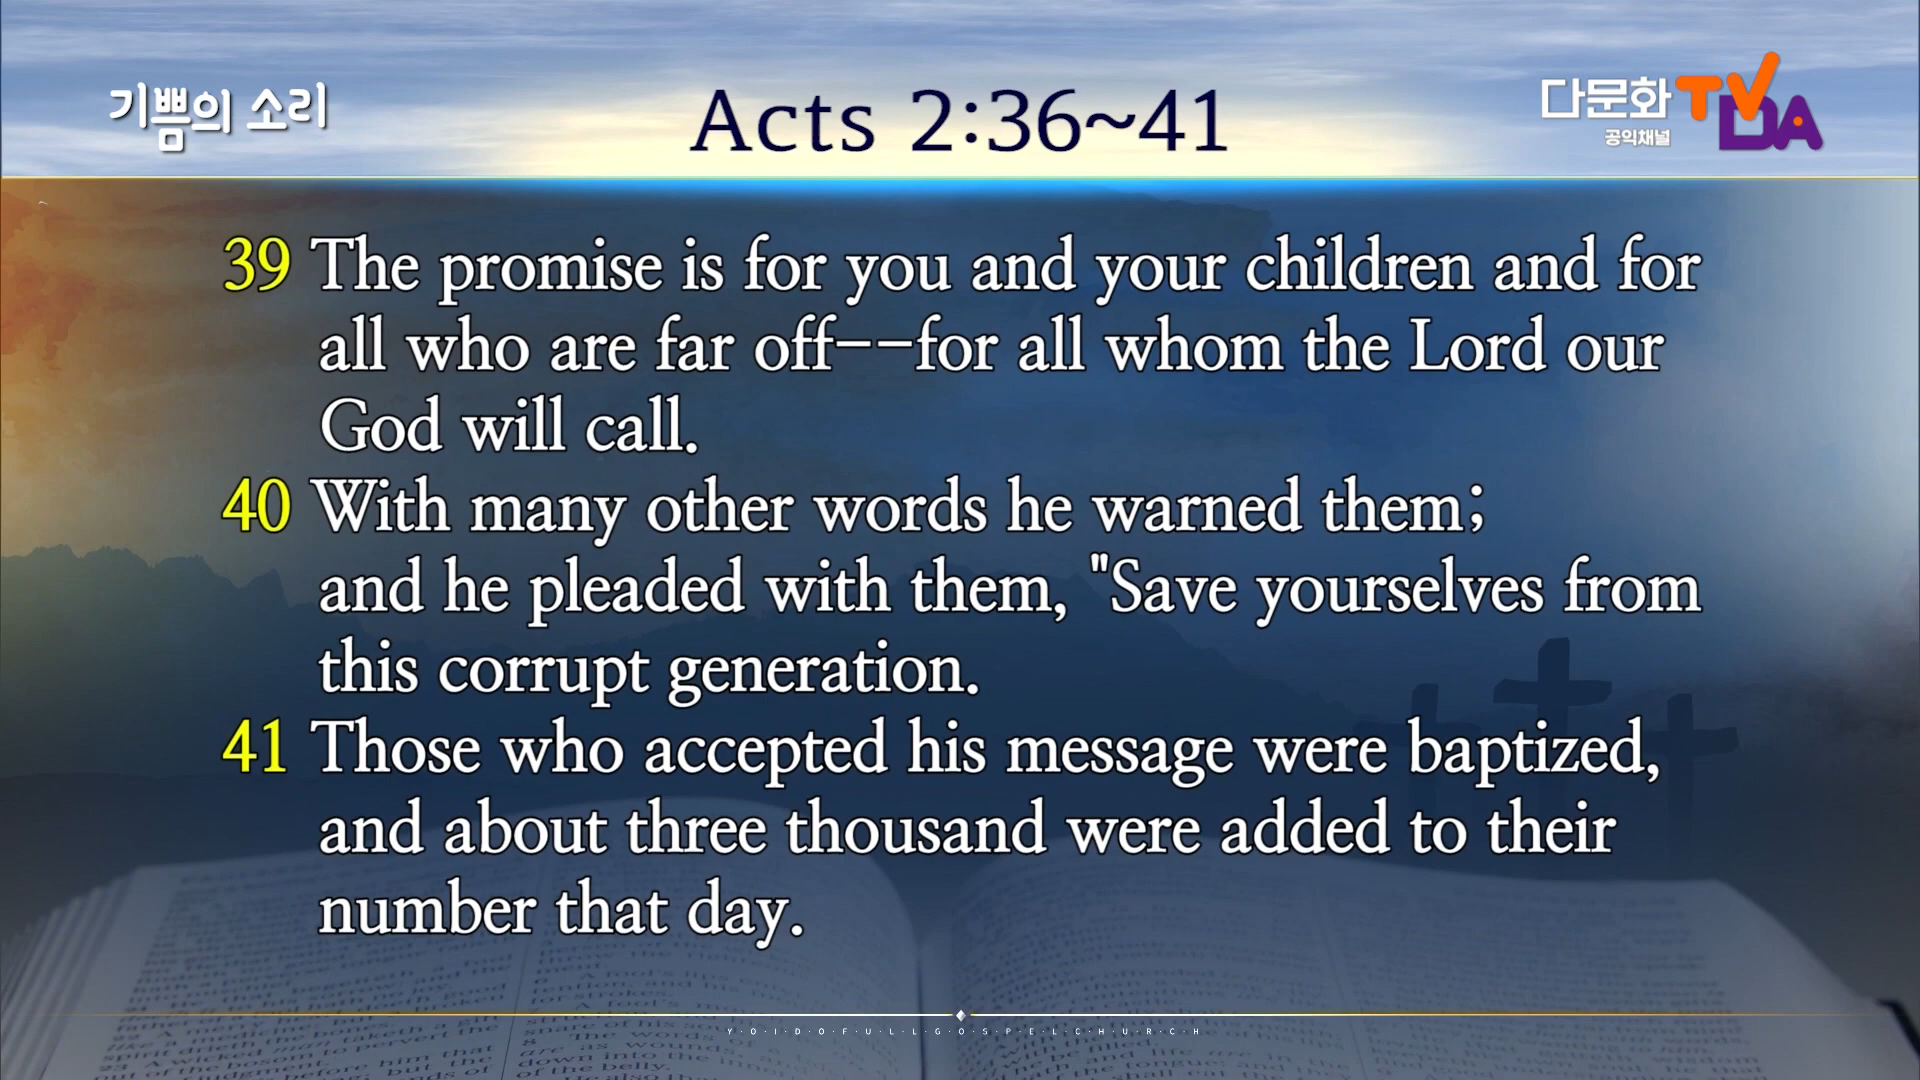 기쁨의 소리
Acts 2:36~41
다문화 TV
공익채널
DA
39 The promise is for you and your children and for
all who are far off--for all whom the Lord our
God will call.
40 With many other words he warned them;
and he pleaded with them, "Save yourselves from
this corrupt generation.
41 Those who accepted his message were baptized,
and about three thousand were added to their
number that day.
Y·O·I·D·O·F·U·L·L·G·O·S·P·E·L·C·H·U·R·C·H